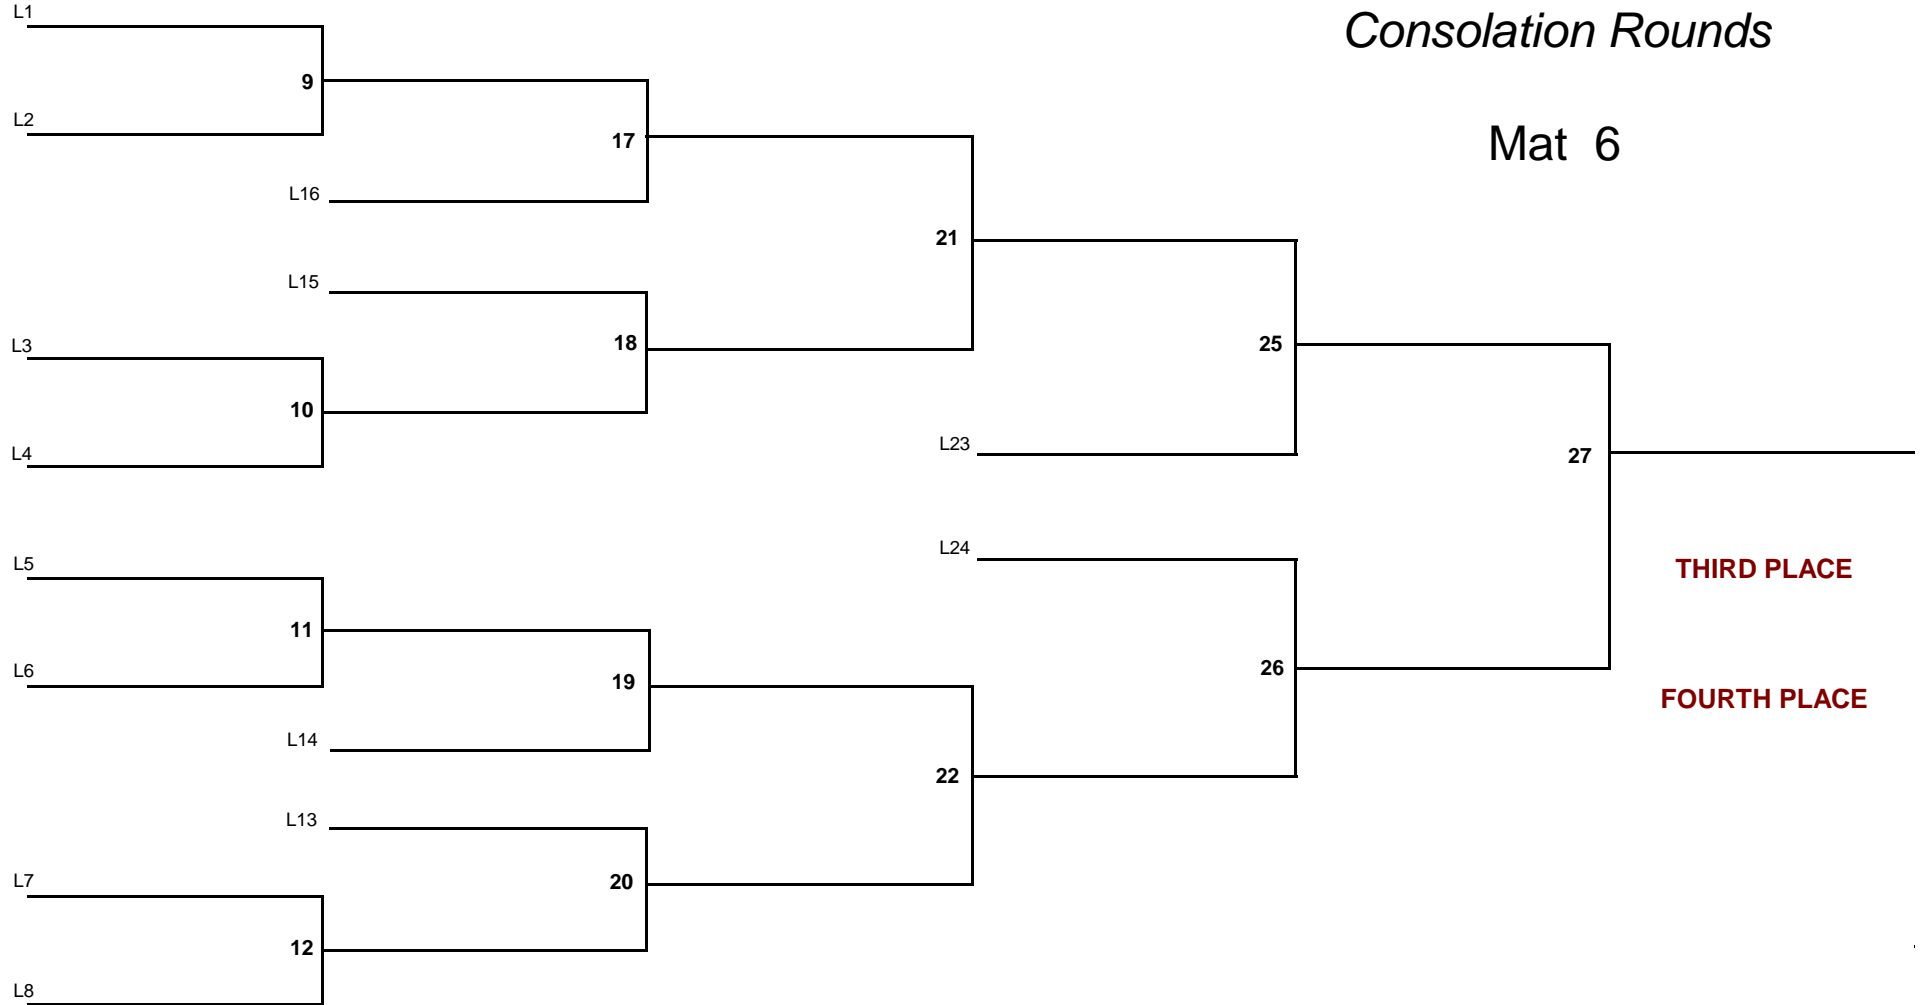 L1
Consolation Rounds
9
L2
17
Mat 6
L16
21
L15
L3
18
25
10
L4
L23
27
L24
L5
THIRD PLACE
11
L6
19
26
FOURTH PLACE
L14
22
L13
L7
20
12
L8